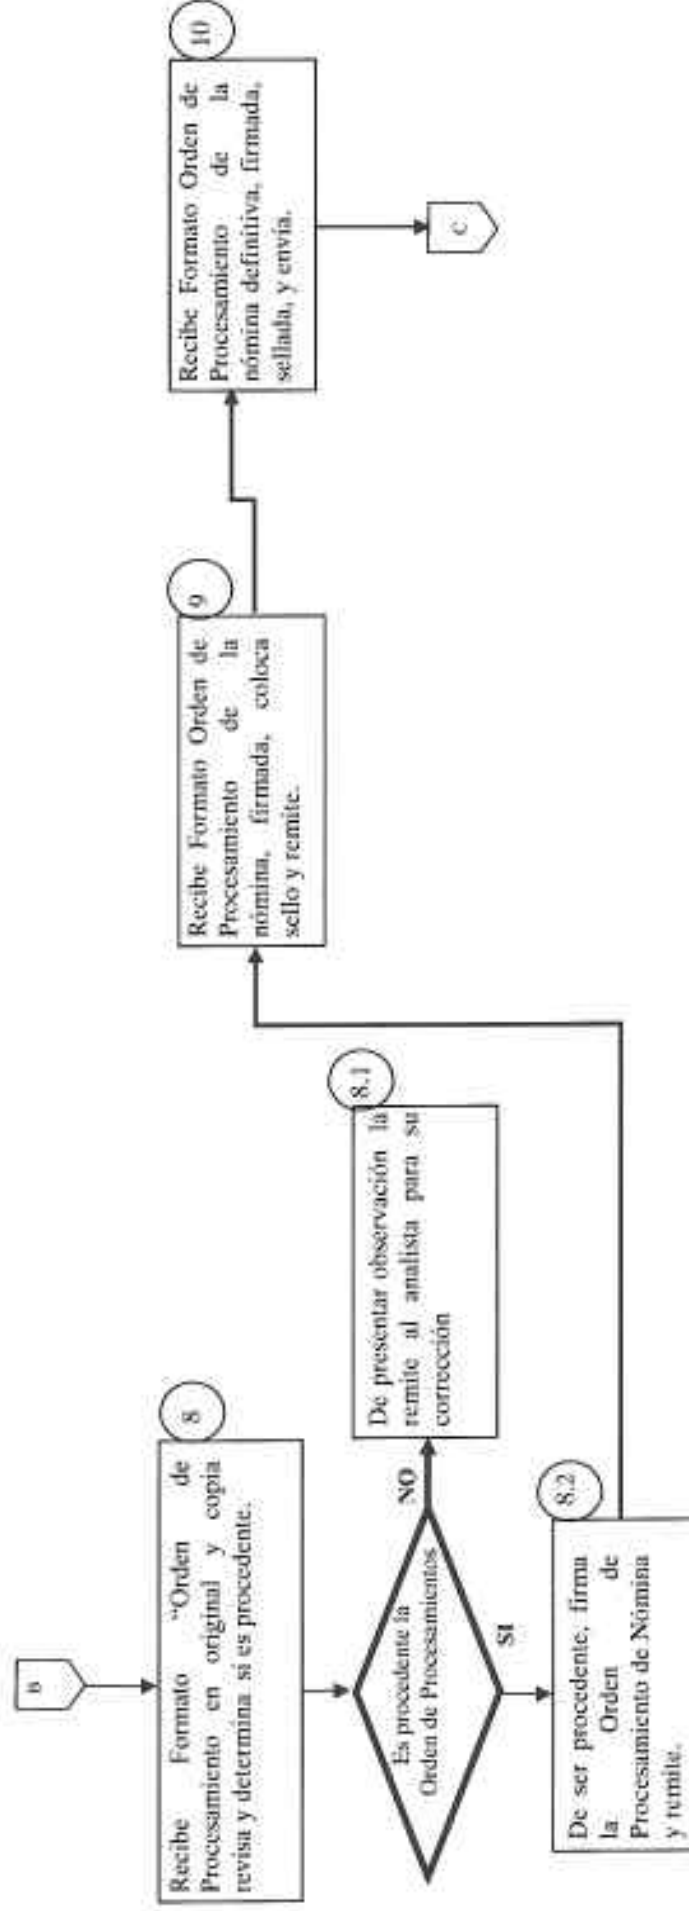 B
8
Recibe Formato "Orden de
Procesamiento en original y copia
revisa y determina si es procedente.
Es procedente la
Orden de Procesamientos
NO
SI
8.1
De presentar observación la
remite al analista para su
corrección
8.2
De ser procedente, firma
la Orden de
Procesamiento de Nómina
y remite.
9
Recibe Formato Orden de
Procesamiento de la
nómina, firmada, coloca
sello y remite.
10
Recibe Formato Orden de
Procesamiento de la
nómina definitiva, firmada,
sellada, y envía.
C